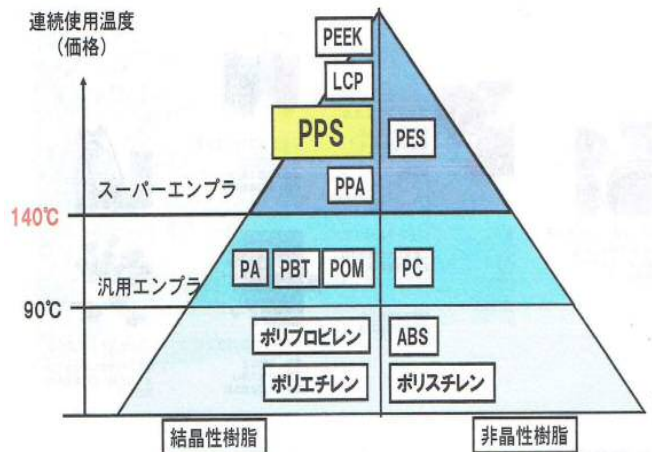 連続使用温度
(価格)
PEEK
LCP
PPS
PES
PPA
スーパーエンプラ
140℃
PA
PBT
POM
PC
汎用エンプラ
90℃
ポリプロピレン
ABS
ポリエチレン
ポリスチレン
結晶性樹脂
非晶性樹脂